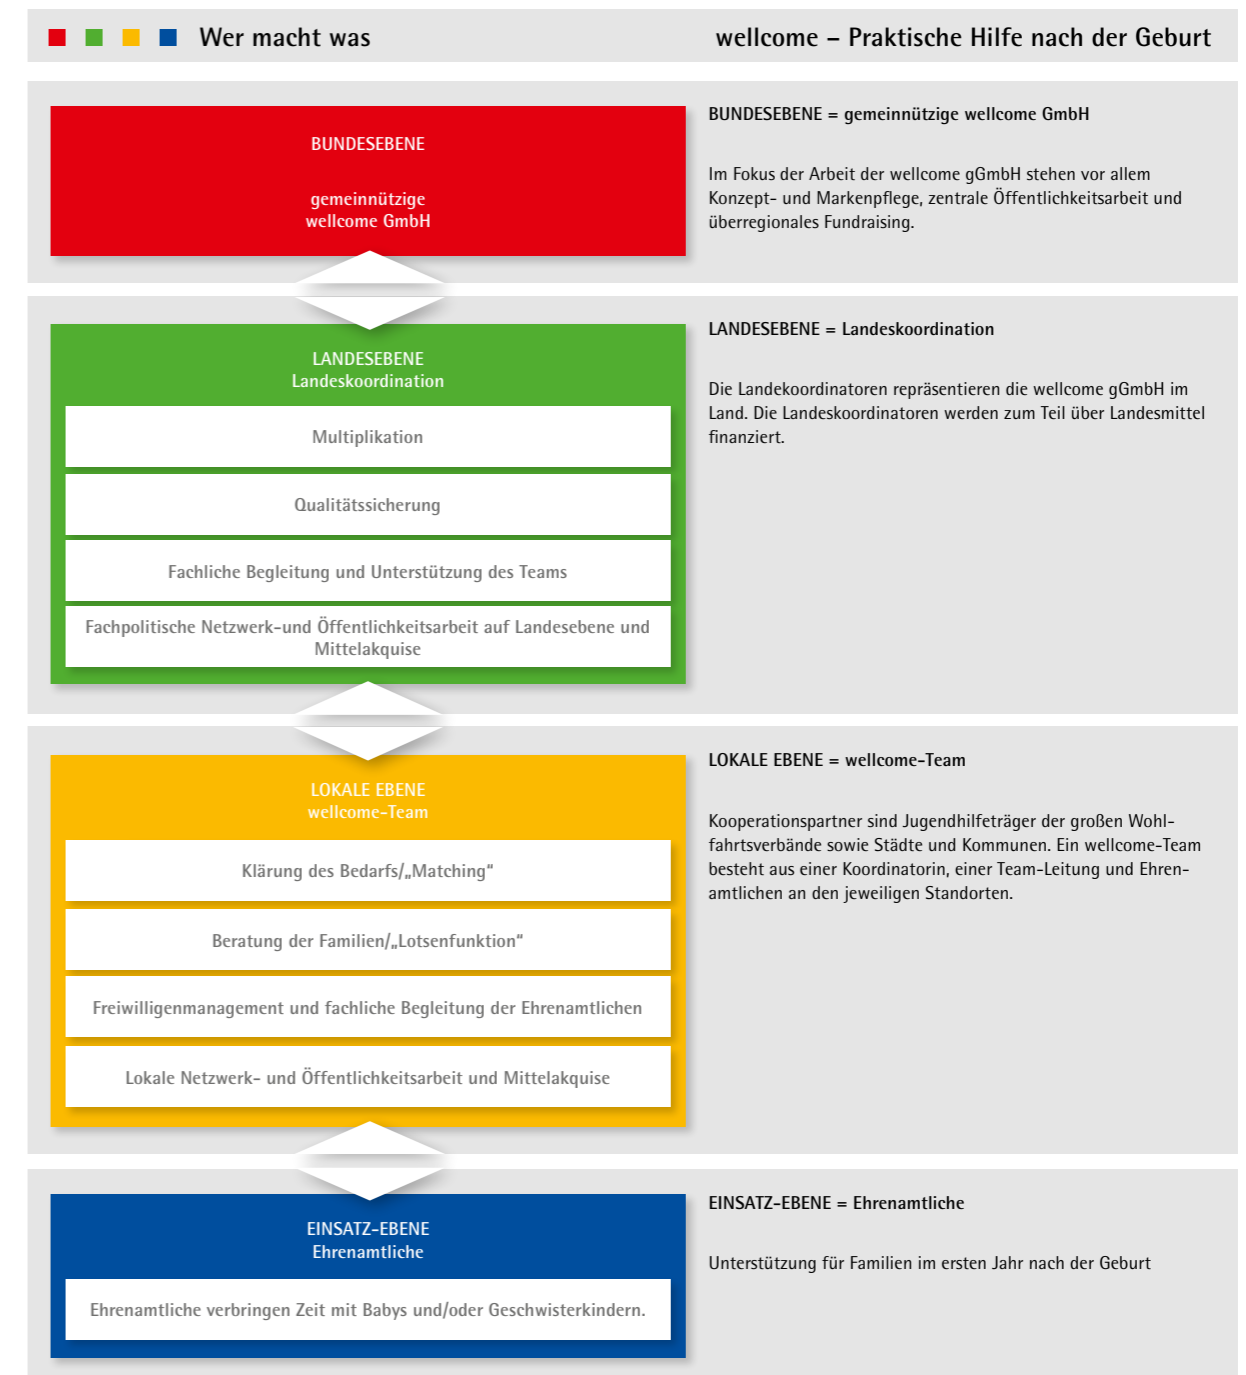 Wer macht was
wellcome – Praktische Hilfe nach der Geburt
BUNDESEBENE
gemeinnützige
wellcome GmbH
BUNDESEBENE = gemeinnützige wellcome GmbH
Im Fokus der Arbeit der wellcome gGmbH stehen vor allem
Konzept- und Markenpflege, zentrale Öffentlichkeitsarbeit und
überregionales Fundraising.
LANDESEBENE
Landeskoordination
Multiplikation
Qualitätssicherung
Fachliche Begleitung und Unterstützung des Teams
Fachpolitische Netzwerk-und Öffentlichkeitsarbeit auf Landesebene und
Mittelakquise
LANDESEBENE = Landeskoordination
Die Landekoordinatoren repräsentieren die wellcome gGmbH im
Land. Die Landeskoordinatoren werden zum Teil über Landesmittel
finanziert.
LOKALE EBENE
wellcome-Team
Klärung des Bedarfs/„Matching“
Beratung der Familien/„Lotsenfunktion“
Freiwilligenmanagement und fachliche Begleitung der Ehrenamtlichen
Lokale Netzwerk- und Öffentlichkeitsarbeit und Mittelakquise
LOKALE EBENE = wellcome-Team
Kooperationspartner sind Jugendhilfeträger der großen Wohl-
fahrtsverbände sowie Städte und Kommunen. Ein wellcome-Team
besteht aus einer Koordinatorin, einer Team-Leitung und Ehren-
amtlichen an den jeweiligen Standorten.
EINSATZ-EBENE
Ehrenamtliche
Ehrenamtliche verbringen Zeit mit Babys und/oder Geschwisterkindern.
EINSATZ-EBENE = Ehrenamtliche
Unterstützung für Familien im ersten Jahr nach der Geburt